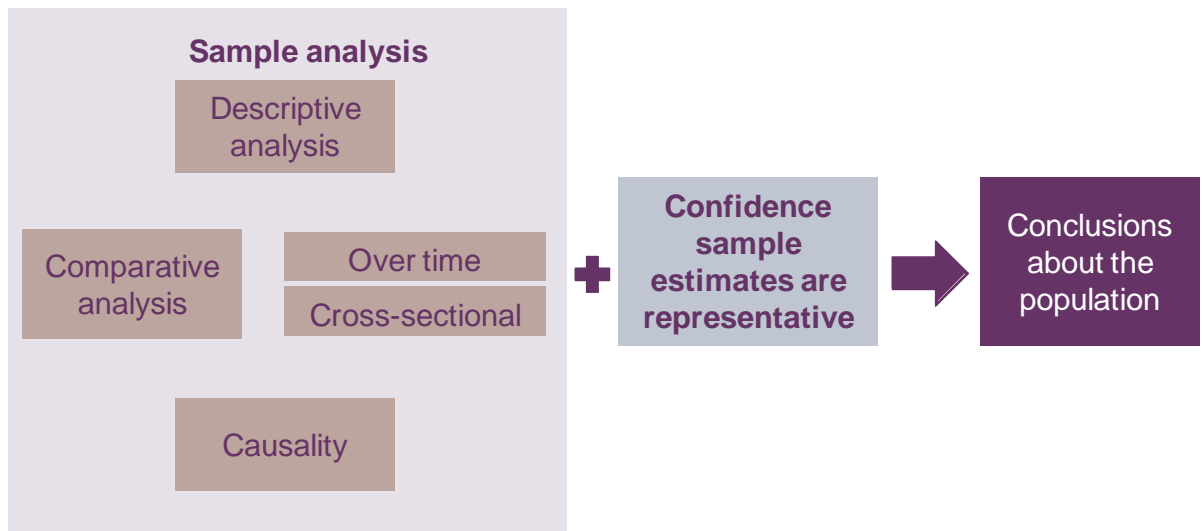 Sample analysis
Descriptive
analysis
Comparative
analysis
Over time
Cross-sectional
Causality
Confidence
sample
estimates are
representative
Conclusions
about the
population